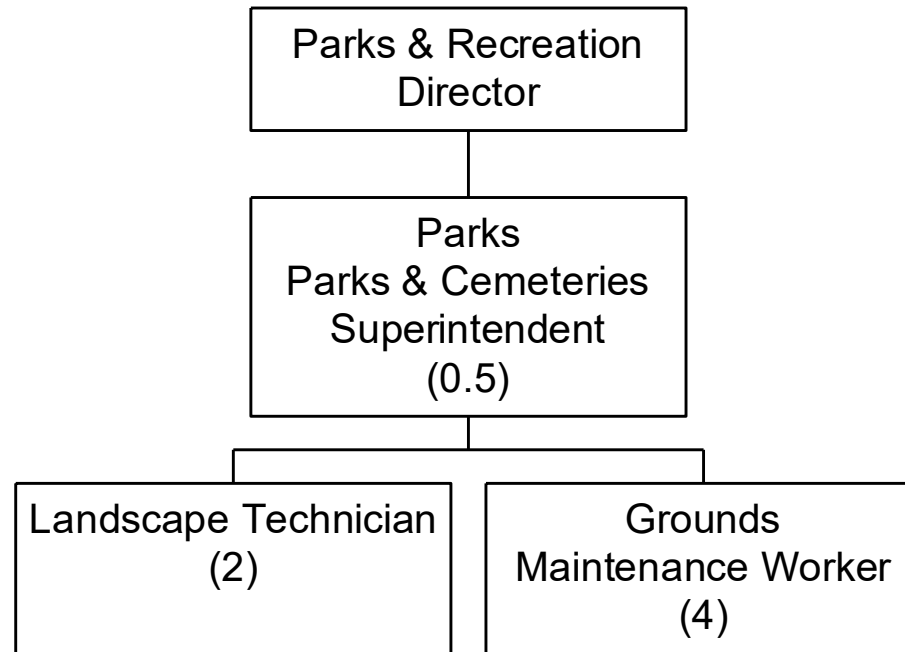 Parks & Recreation
Director
Parks
Parks & Cemeteries
Superintendent
(0.5)
Landscape Technician
(2)
Grounds
Maintenance Worker
(4)